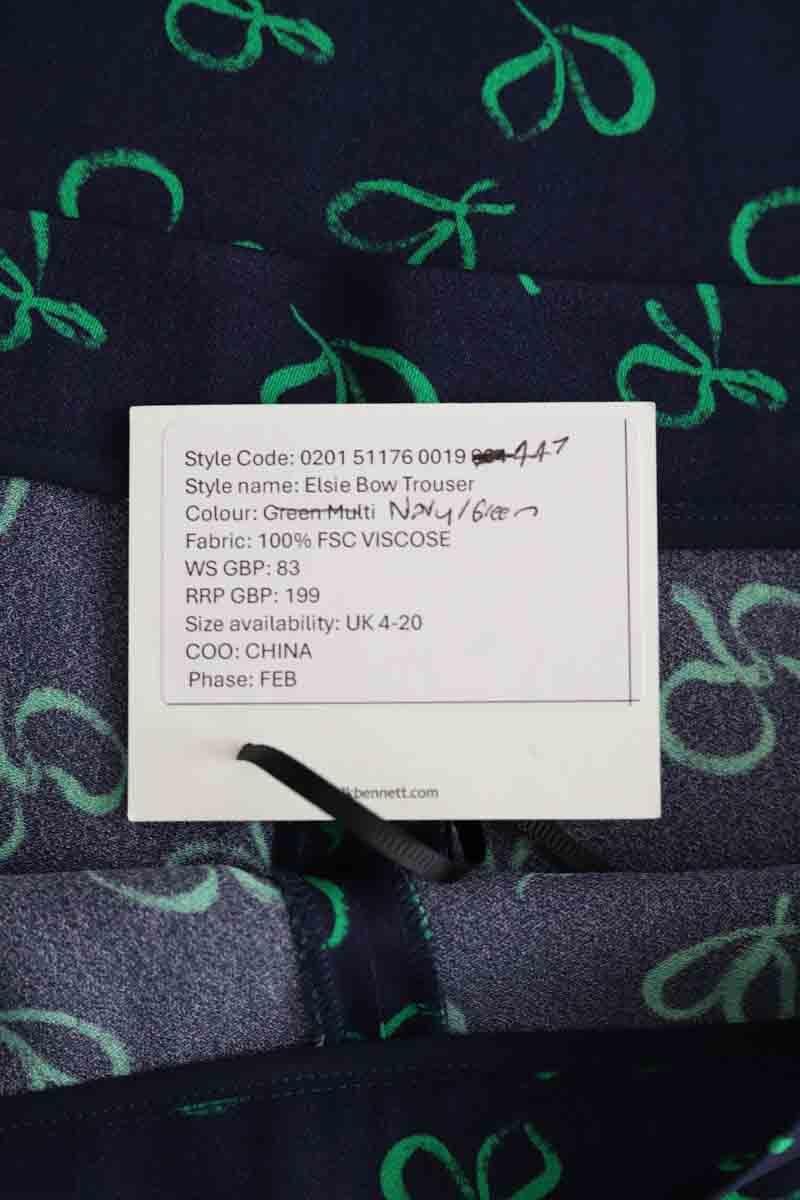 Style Code: 0201 51176 0019 447
Style name: Elsie Bow Trouser
Colour: Green Multi Navy/Green
Fabric: 100% FSC VISCOSE
WS GBP: 83
RRP GBP: 199
Size availability: UK 4-20
COO: CHINA
Phase: FEB
lkbennett.com